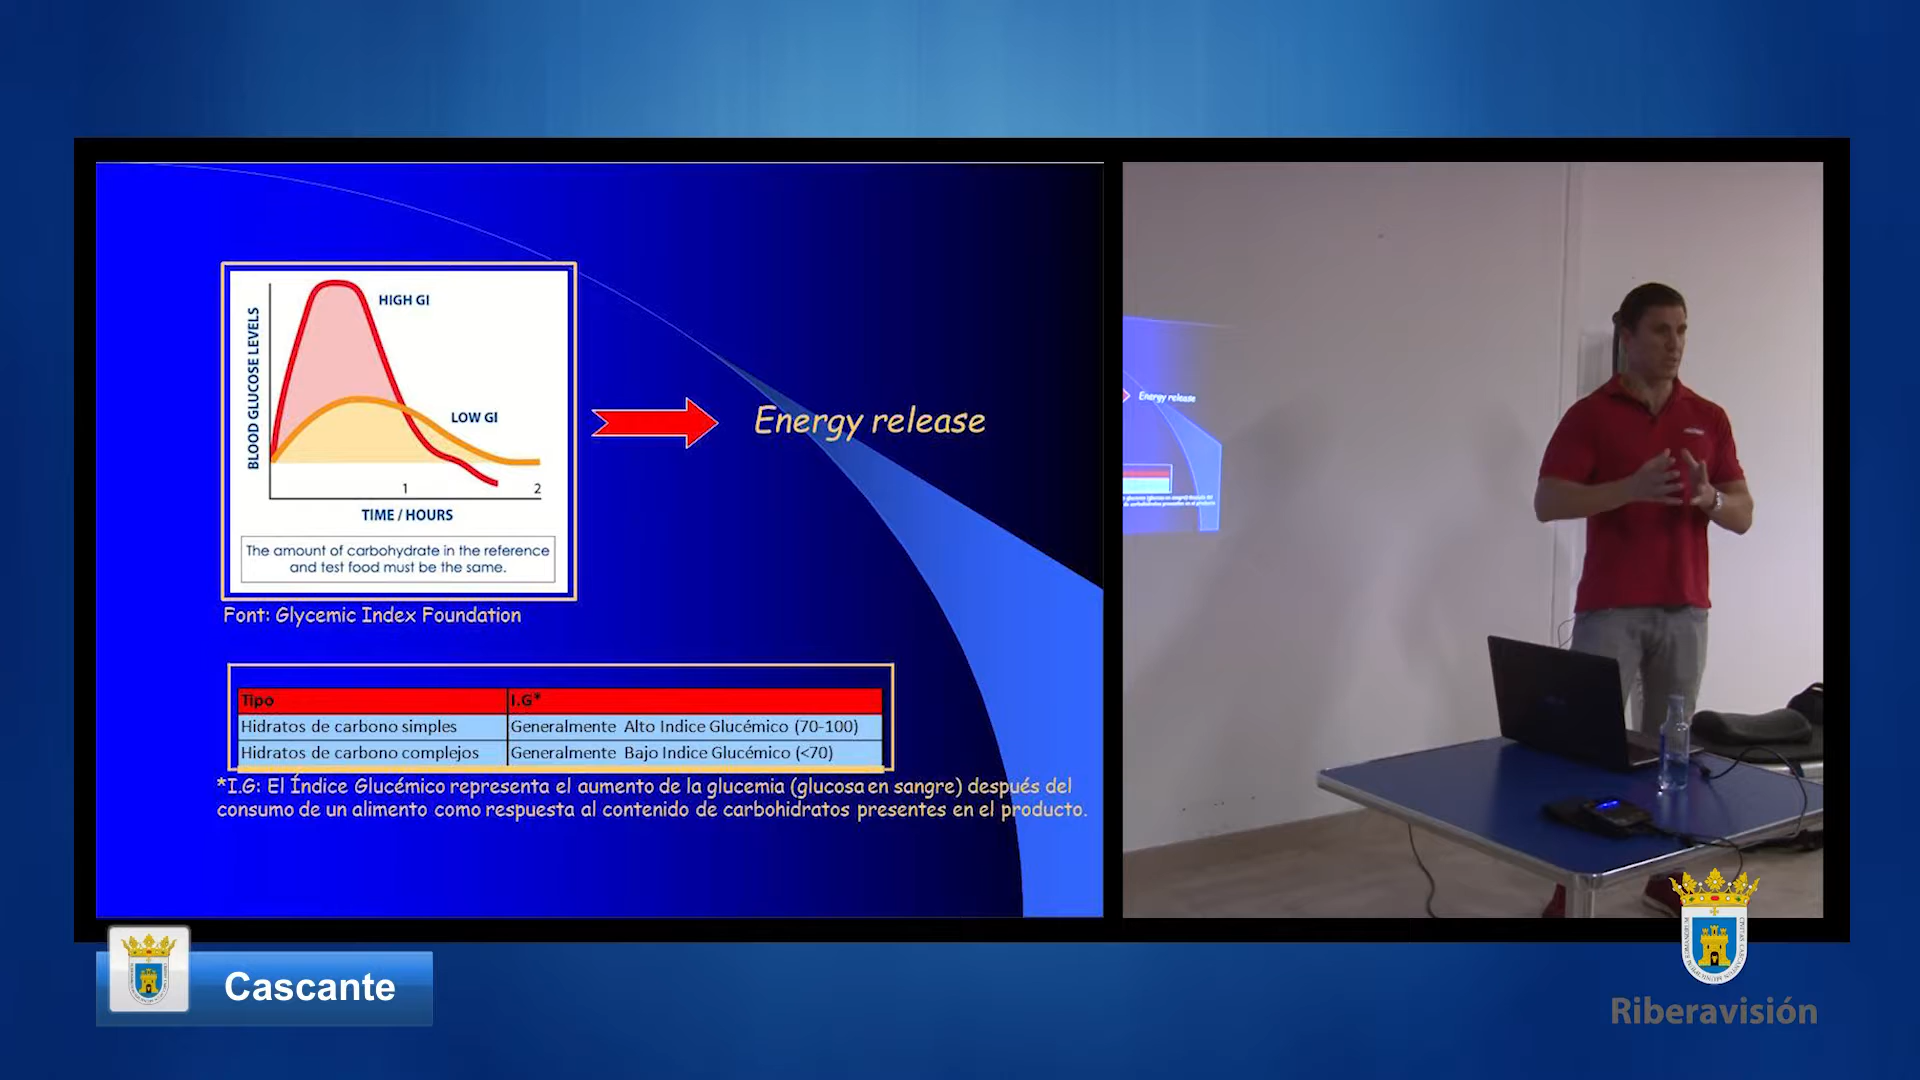 HIGH GI
LOW GI
BLOOD GLUCOSE LEVELS
1
2
TIME / HOURS
The amount of carbohydrate in the reference
and test food must be the same.
Font: Glycemic Index Foundation
Energy release
Tipo I.G*
Hidratos de carbono simples Generalmente Alto Indice Glucémico (70-100)
Hidratos de carbono complejos Generalmente Bajo Indice Glucémico (<70)
*I.G: El Índice Glucémico representa el aumento de la glucemia (glucosa en sangre) después del
consumo de un alimento como respuesta al contenido de carbohidratos presentes en el producto.
Energy release
Cascante
Riberavisión